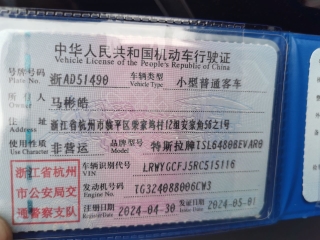 中华人民共和国机动车行驶证
Vehicle License of the People's Republic of China
号牌号码 浙AD51490 车辆类型 小型普通客车
Plate No. Vehicle Type
所有人 马彬皓
Owner
住址 浙江省杭州市临平区梁家坞村12组安家角56之1号
Address
使用性质 非营运 特斯拉牌TSL6480BEVAR0
Use Character
浙江省杭州市公安局交通警察支队
车辆识别代号 LRWYGCFJ5RC515116
VIN
发动机号码 TG324088006CW3
Engine No.
注册日期 2024-04-30 发证日期 2024-05-01
Register Date Issue Date